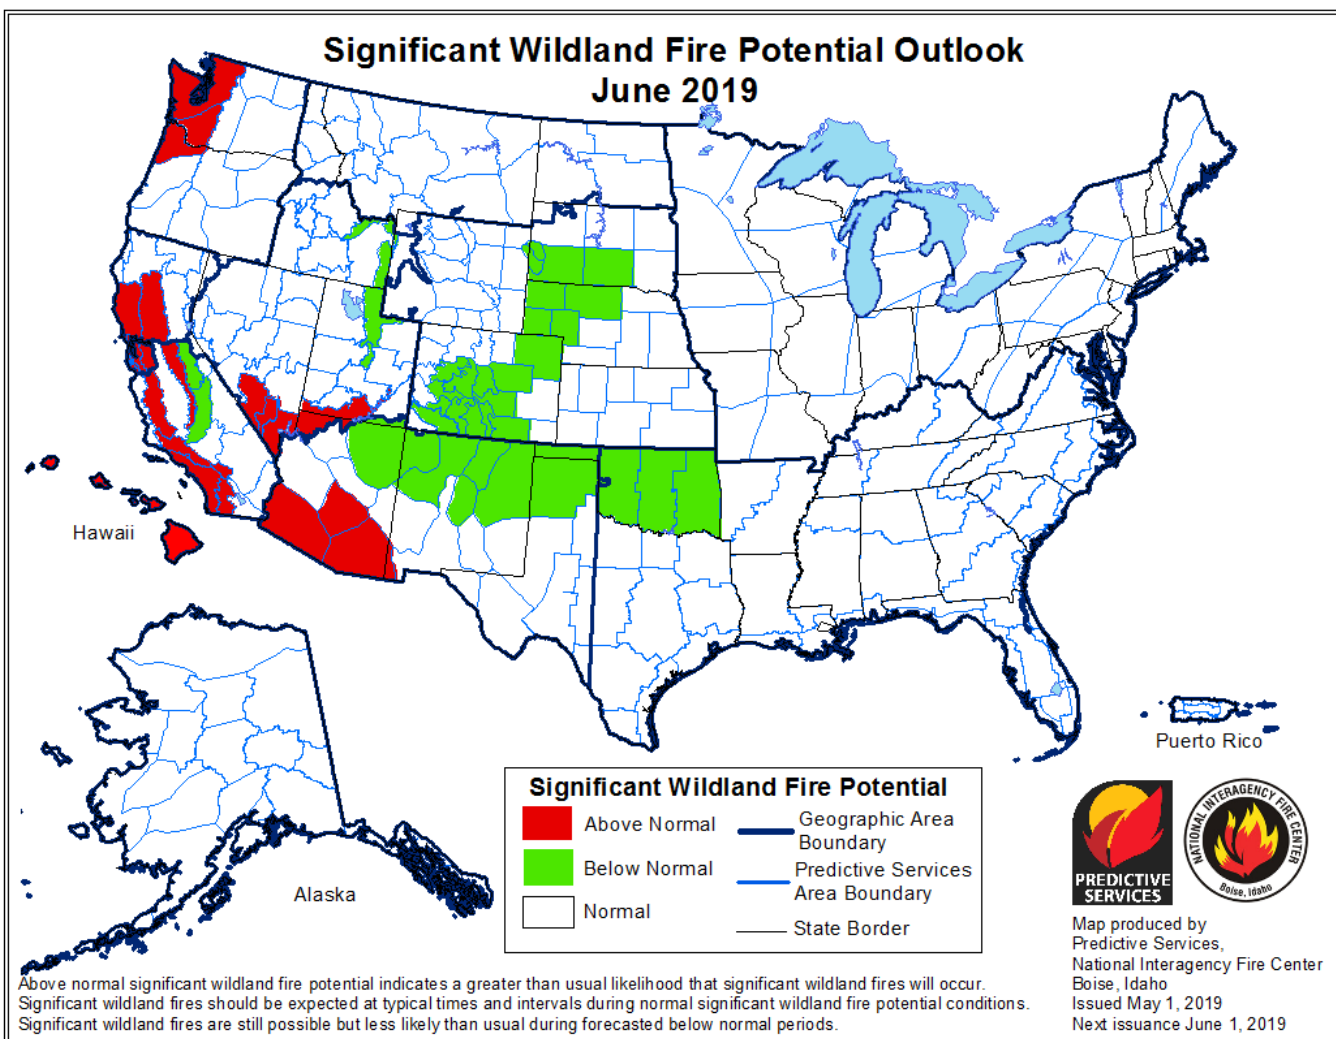 Significant Wildland Fire Potential Outlook
June 2019
Hawaii
Alaska
Puerto Rico
Significant Wildland Fire Potential
Above Normal
Below Normal
Normal
Geographic Area
Boundary
Predictive Services
Area Boundary
State Border
PREDICTIVE
SERVICES
NATIONAL INTERAGENCY FIRE CENTER
Boise, Idaho
Map produced by
Predictive Services,
National Interagency Fire Center
Boise, Idaho
Issued May 1, 2019
Next issuance June 1, 2019
Above normal significant wildland fire potential indicates a greater than usual likelihood that significant wildland fires will occur.
Significant wildland fires should be expected at typical times and intervals during normal significant wildland fire potential conditions.
Significant wildland fires are still possible but less likely than usual during forecasted below normal periods.